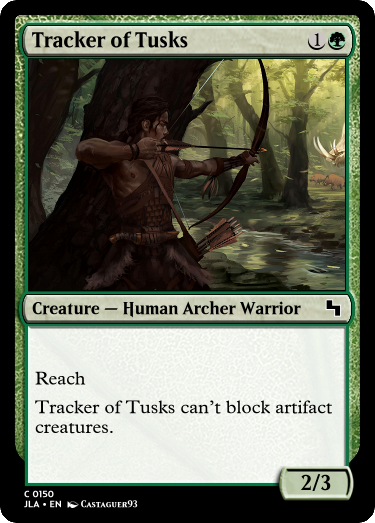 Tracker of Tusks 1
Creature — Human Archer Warrior
Reach
Tracker of Tusks can't block artifact
creatures.
2/3
C 0150
JLA • EN Castaguer93